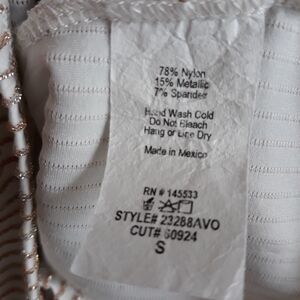 78% Nylon
15% Metallic
7% Spandex
Hand Wash Cold
Do Not Bleach
Hang or Line Dry
Made in Mexico
RN # 145533
STYLE# 23288AVO
CUT# 60924
S